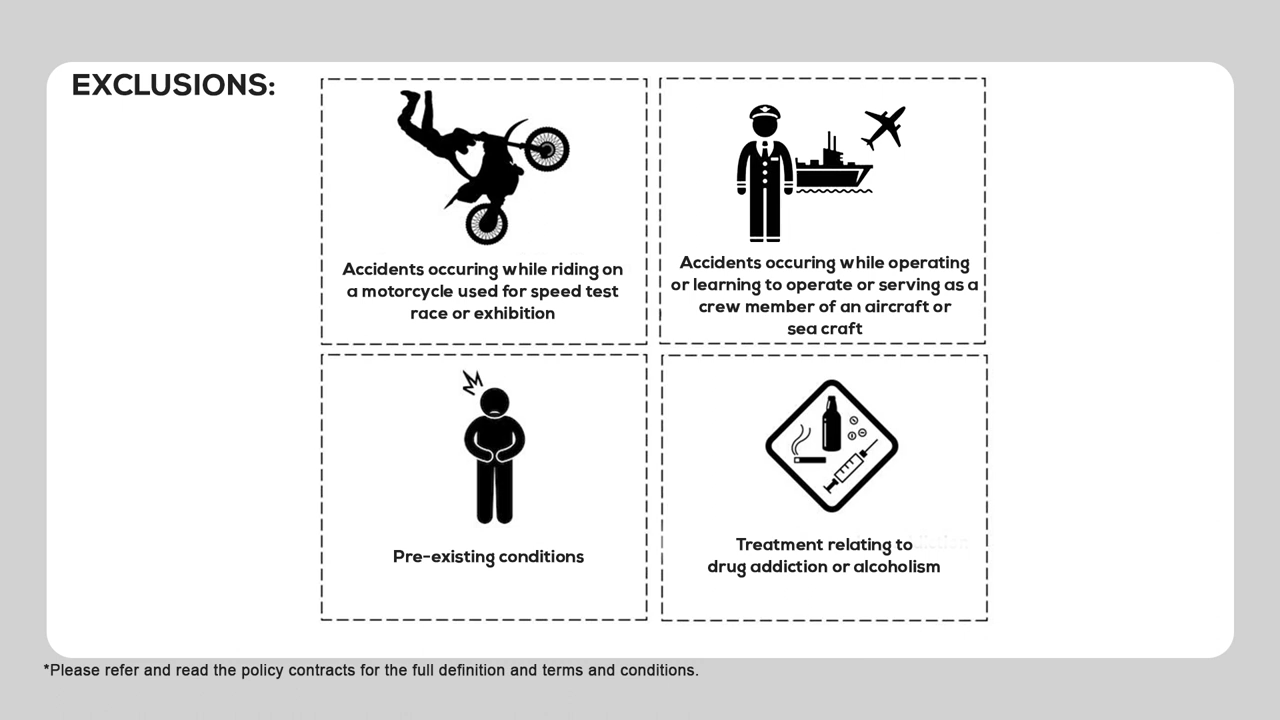 EXCLUSIONS:
Accidents occuring while riding on
a motorcycle used for speed test
race or exhibition
Accidents occuring while operating
or learning to operate or serving as a
crew member of an aircraft or
sea craft
Pre-existing conditions
Treatment relating to
drug addiction or alcoholism
*Please refer and read the policy contracts for the full definition and terms and conditions.